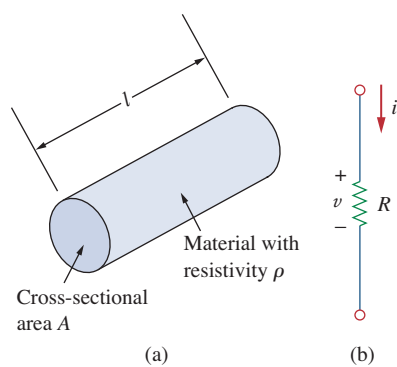 l
i
+
v
R
−
Material with
resistivity ρ
Cross-sectional
area A
(a)
(b)